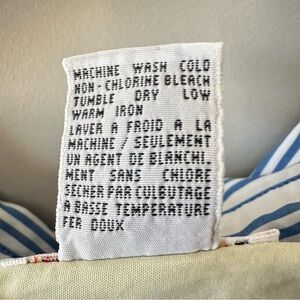 MACHINE WASH COLD
NON-CHLORINE BLEACH
TUMBLE DRY LOW
WARM IRON
LAVER A FROID A LA
MACHINE / SEULEMENT
UN AGENT DE BLANCHI..
MENT SANS CHLORE
SECHER PAR CULBUTAGE
A BASSE TEMPERATURE
FER DOUX